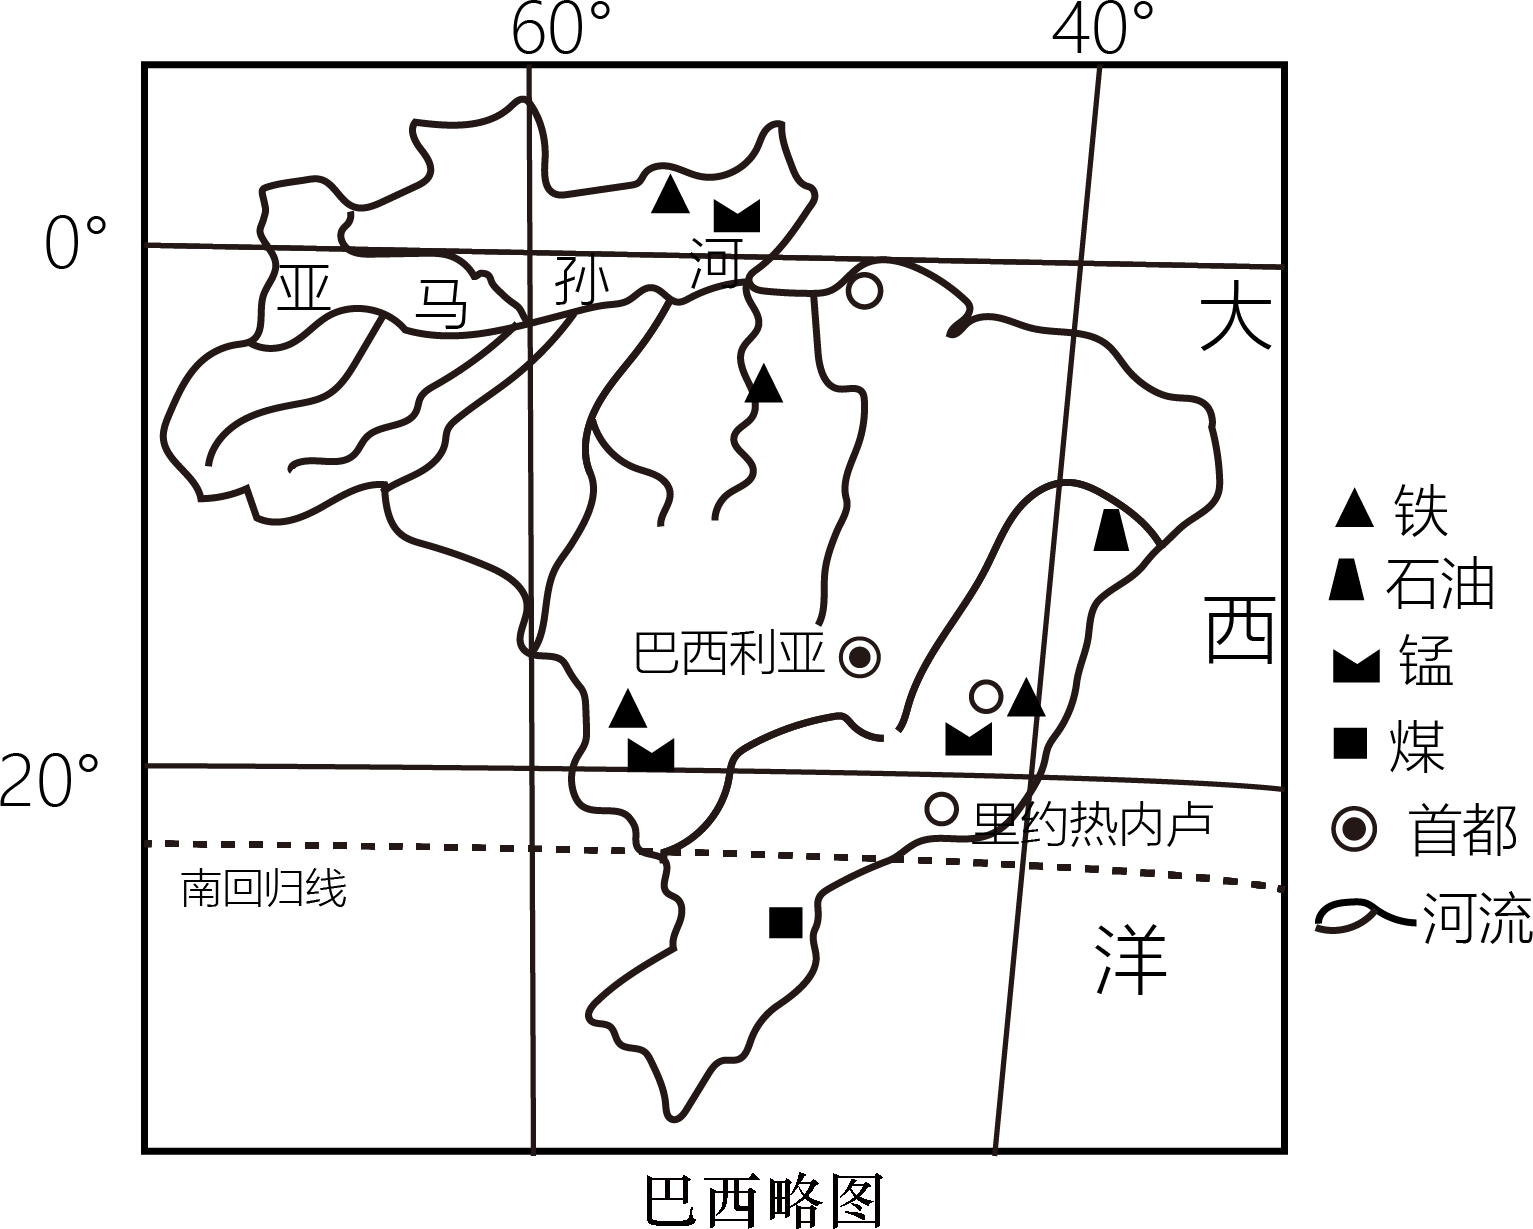 60°
40°
0°
亚马孙河
大西洋
铁
石油
锰
巴西利亚
煤
20°
里约热内卢
首都
南回归线
河流
巴西略图